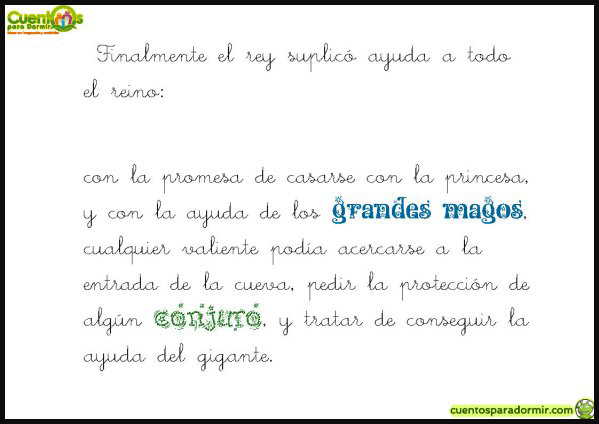 CuentOs
para Dormir
Finalmente el rey suplicó ayuda a todo
el reino:
con la promesa de casarse con la princesa,
y con la ayuda de los grandes magos,
cualquier valiente podía acercarse a la
entrada de la cueva, pedir la protección de
algún conjuro, y tratar de conseguir la
ayuda del gigante.
cuentosparadormir.com